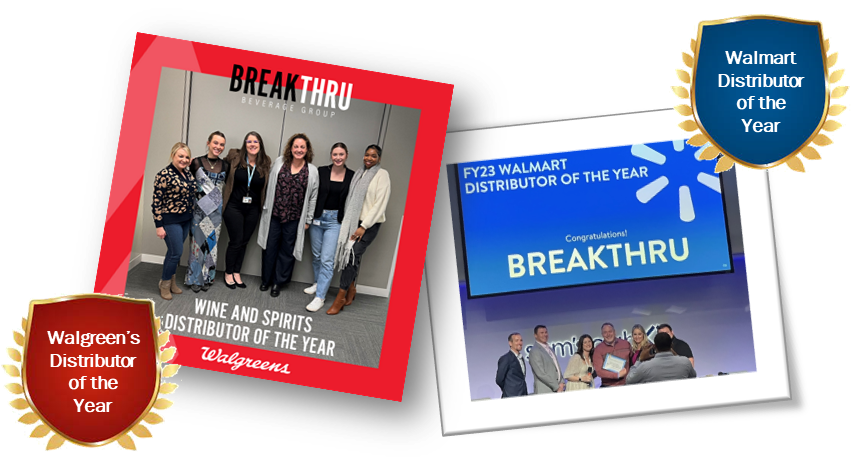 BREAKTHRU
BEVERAGE GROUP
WINE AND SPIRITS
DISTRIBUTOR OF THE YEAR
Walgreens
Walgreen's
Distributor
of the
Year
FY23 WALMART
DISTRIBUTOR OF THE YEAR
Congratulations!
BREAKTHRU
Walmart
Distributor
of the
Year